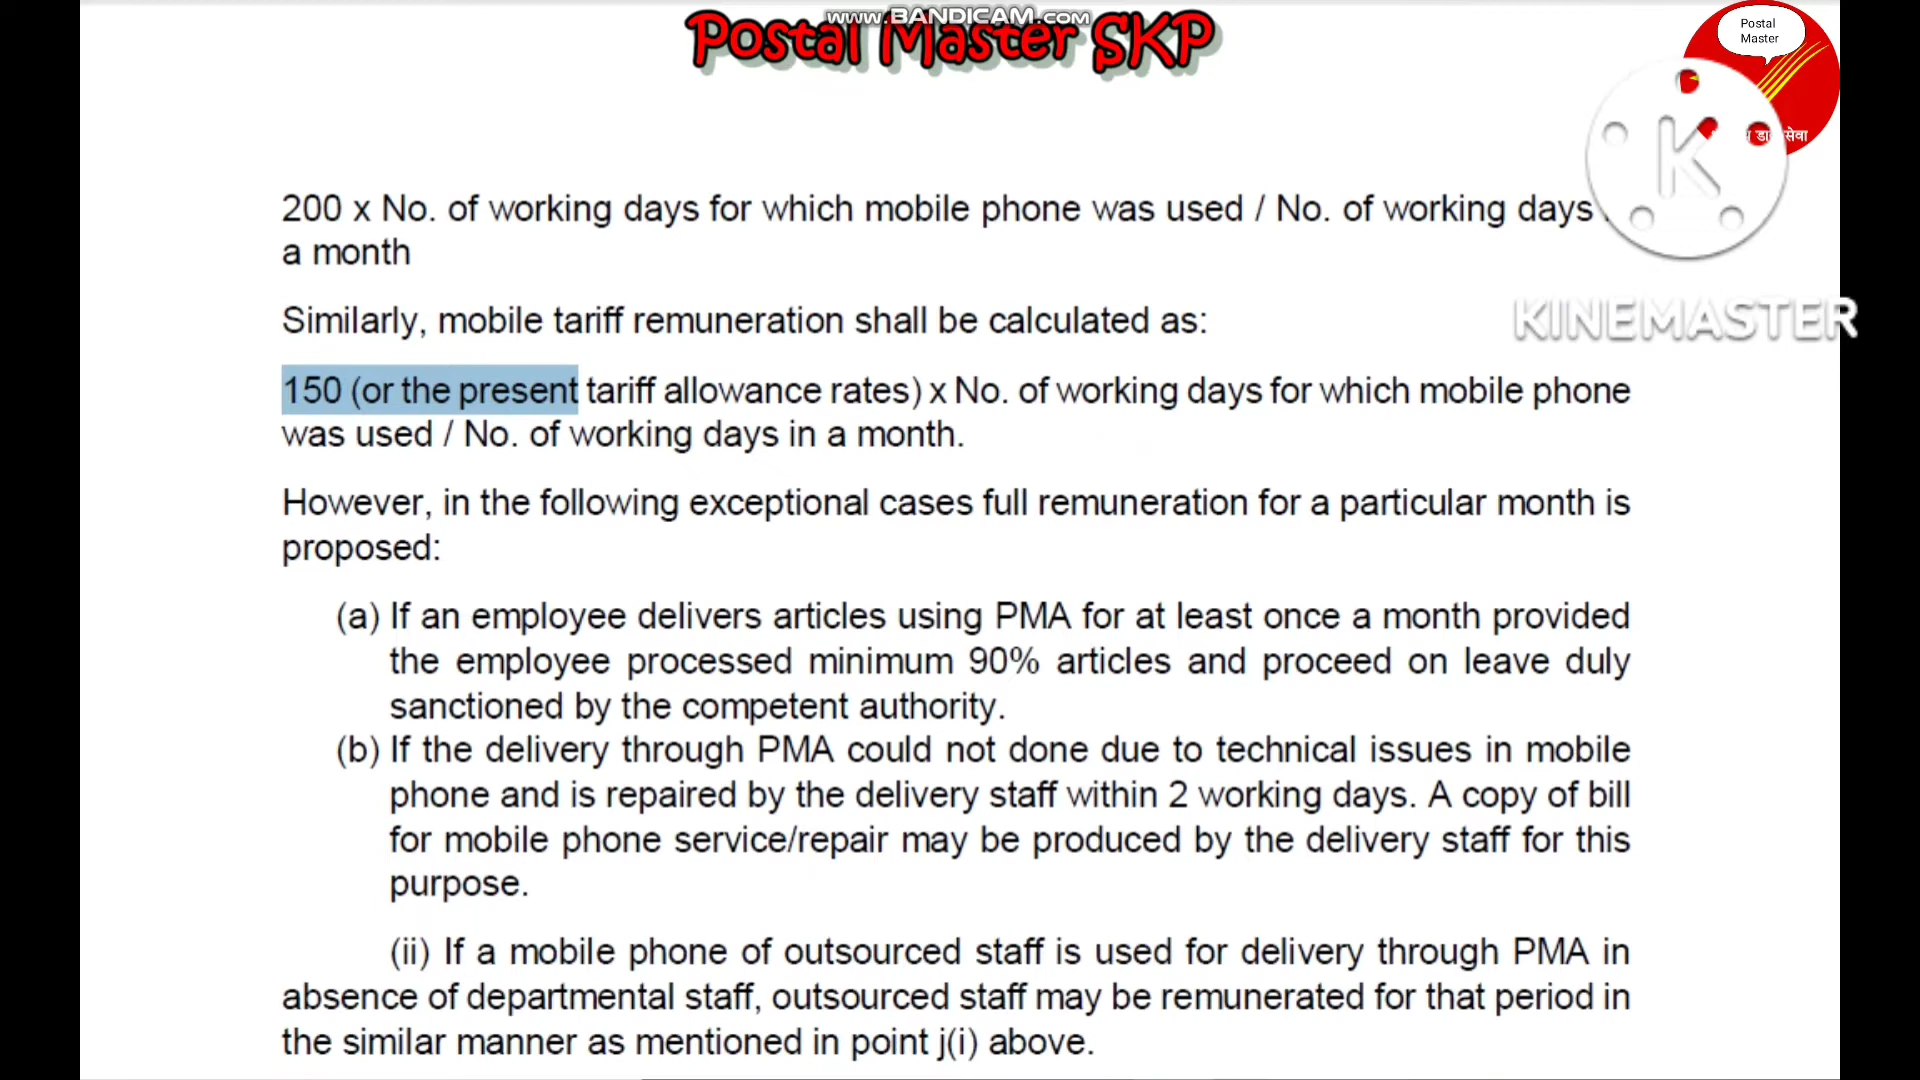 www.BANDICAM.com
Postal Master SKP
Postal
Master
200 x No. of working days for which mobile phone was used / No. of working days
a month
Similarly, mobile tariff remuneration shall be calculated as:
KINEMASTER
150 (or the present tariff allowance rates) x No. of working days for which mobile phone
was used / No. of working days in a month.
However, in the following exceptional cases full remuneration for a particular month is
proposed:
(a) If an employee delivers articles using PMA for at least once a month provided
the employee processed minimum 90% articles and proceed on leave duly
sanctioned by the competent authority.
(b) If the delivery through PMA could not done due to technical issues in mobile
phone and is repaired by the delivery staff within 2 working days. A copy of bill
for mobile phone service/repair may be produced by the delivery staff for this
purpose.
(ii) If a mobile phone of outsourced staff is used for delivery through PMA in
absence of departmental staff, outsourced staff may be remunerated for that period in
the similar manner as mentioned in point j(i) above.